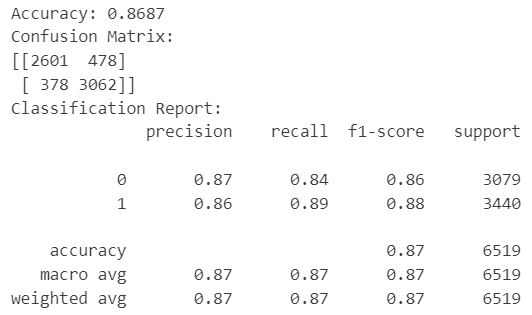 Accuracy: 0.8687
Confusion Matrix:
[[2601  478]
 [ 378 3062]]
Classification Report:
              precision    recall  f1-score   support

           0       0.87      0.84      0.86      3079
           1       0.86      0.89      0.88      3440

    accuracy                           0.87      6519
   macro avg       0.87      0.87      0.87      6519
weighted avg       0.87      0.87      0.87      6519